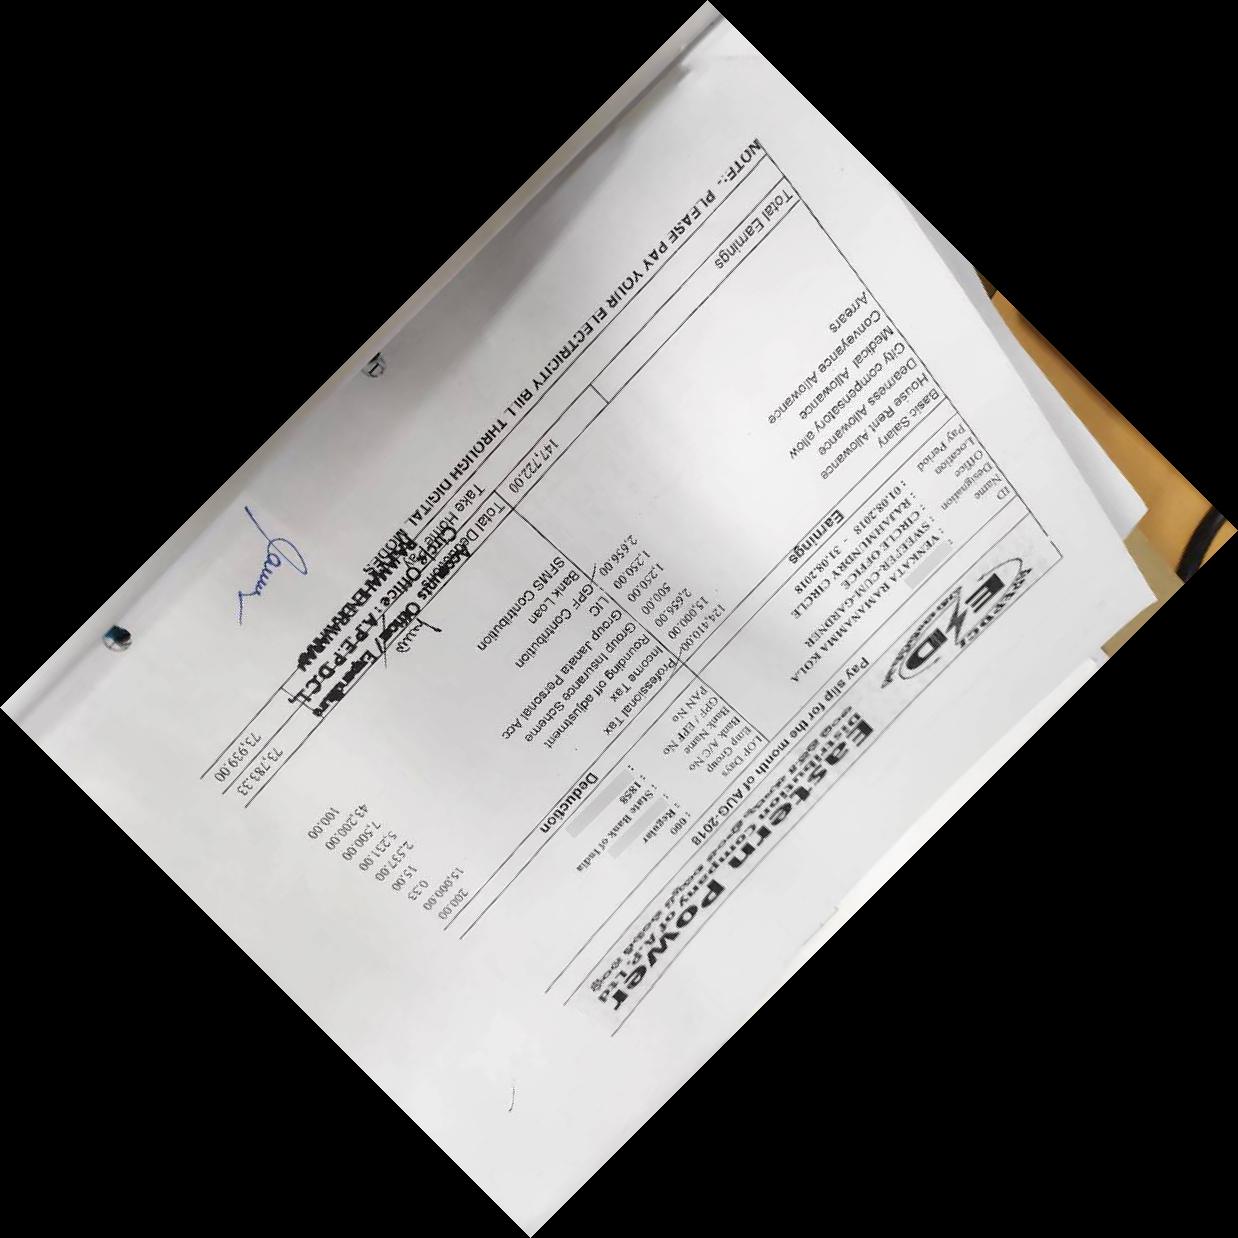 APEPDCL
EPD
Eastern Power
Distribution Company of A.P. Ltd
Pay slip for the month of AUG-2018
ID :
LOP Days : 000
Name : VENKATA RAMANAMMA KOLA
Emp Group : Regular
Designation : SWEEPER-CUM-GARDNER
Bank A/C No
Office : CIRCLE OFFICE
Bank Name : State Bank of India
Location : RAJAHMUNDRY CIRCLE
GPF / EPF No :
Pay Period : 01.08.2018 - 31.08.2018
PAN No :
Earnings Deduction
Basic Salary 124,410.00 Professional Tax 200.00
House Rent Allowance 15,000.00 Income Tax 15,000.00
Dearness Allowance 2,656.00 Rounding off adjustment 0.33
City compensatory allow 500.00 Group Insurance Scheme 15.00
Medical Allowance 1,250.00 Group Janata Personal Acc 2,537.00
Conveyance Allowance 1,250.00 IC 5,231.00
Arrears 2,656.00 GPF Contribution 7,500.00
Bank Loan 43,200.00
SFMS Contribution 100.00
Total Earnings 147,722.00 Total 73,783.33
Take Home Pay 73,939.00
NOTE:- PLEASE PAY YOUR ELECTRICITY BILL THROUGH DIGITAL MODES
Accounts Officer/
Office : A.P.E.P.D.C.L.,